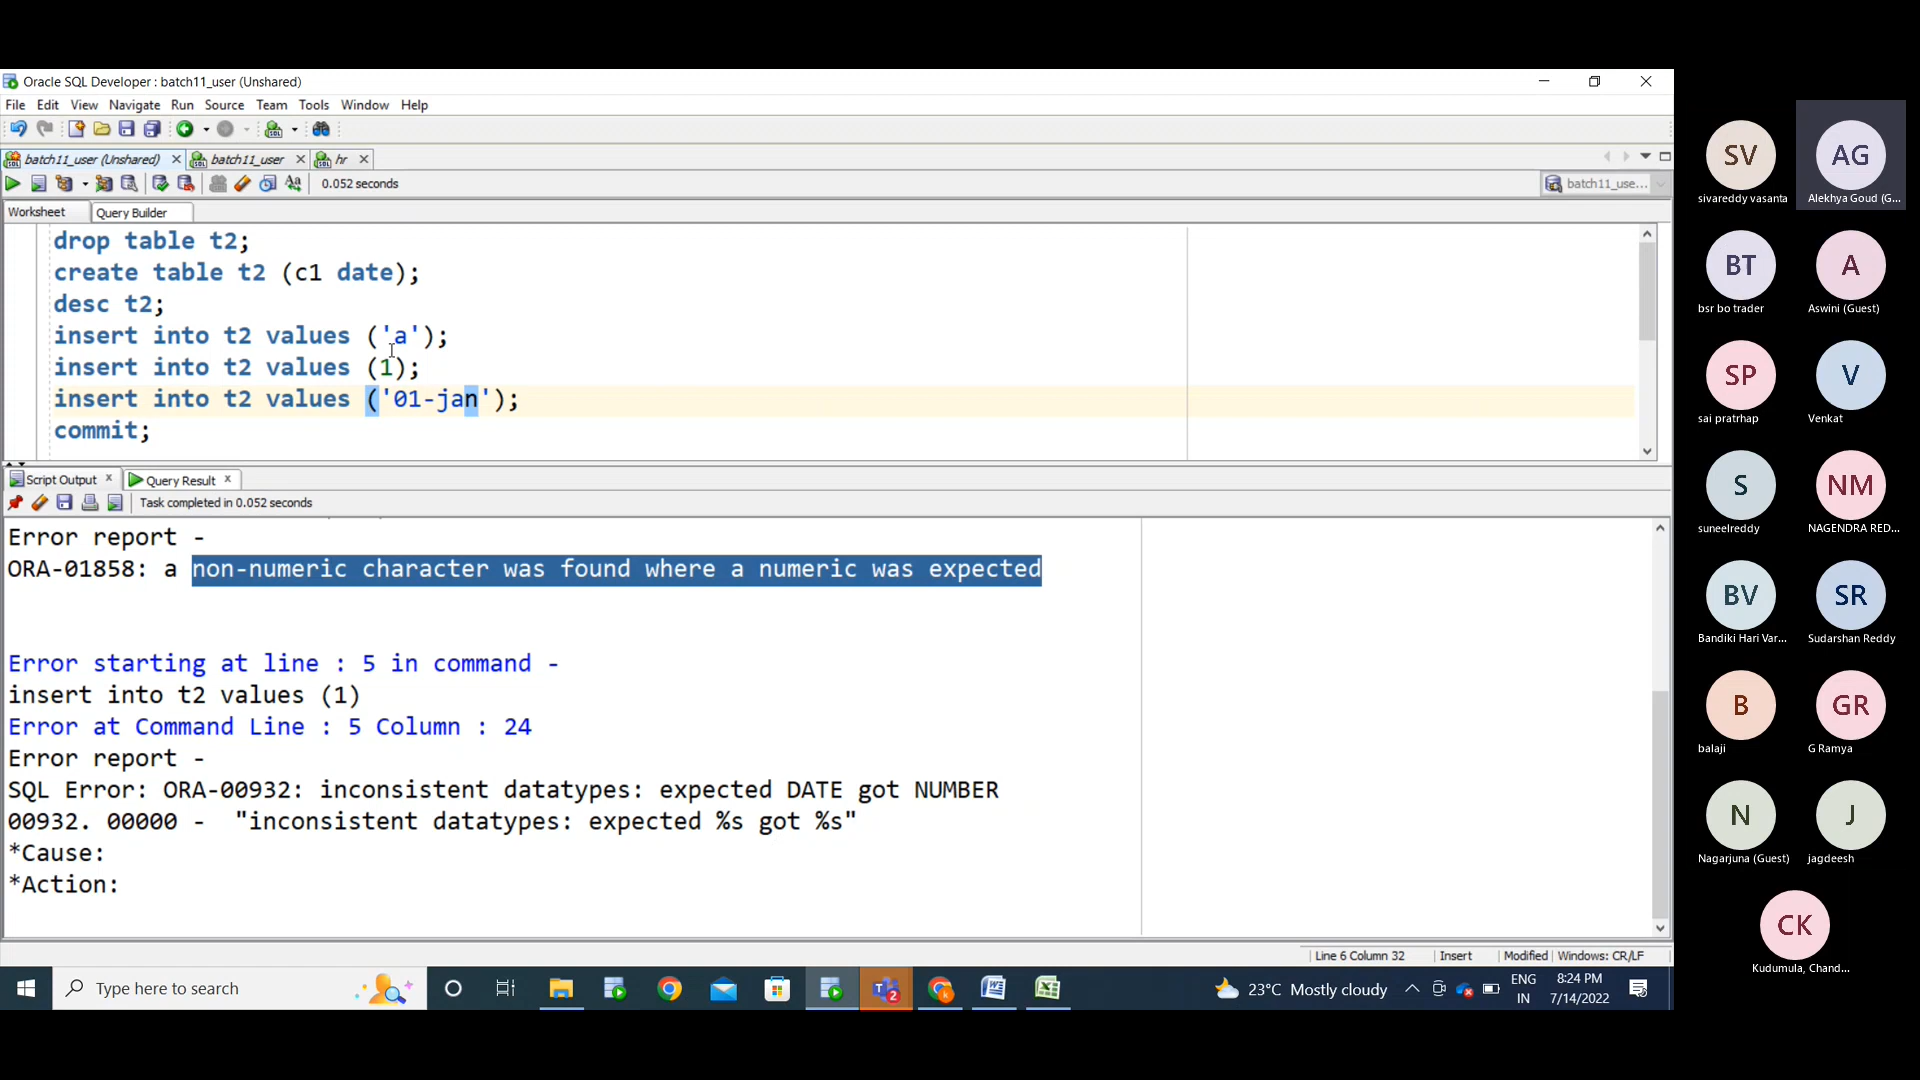 Oracle SQL Developer : batch11_user (Unshared)
File Edit View Navigate Run Source Team Tools Window Help
batch11_user (Unshared) batch11_user hr
0.052 seconds
batch11_use...
Worksheet Query Builder
drop table t2;
create table t2 (c1 date);
desc t2;
insert into t2 values ('a');
insert into t2 values (1);
insert into t2 values ('01-jan');
commit;
Script Output Query Result
Task completed in 0.052 seconds
Error report -
ORA-01858: a non-numeric character was found where a numeric was expected
Error starting at line : 5 in command -
insert into t2 values (1)
Error at Command Line : 5 Column : 24
Error report -
SQL Error: ORA-00932: inconsistent datatypes: expected DATE got NUMBER
00932. 00000 - "inconsistent datatypes: expected %s got %s"
*Cause:
*Action:
Line 6 Column 32 Insert Modified Windows: CR/LF
Type here to search
2
23°C Mostly cloudy
ENG
IN
8:24 PM
7/14/2022
SV AG
sivareddy vasanta Alekhya Goud (G...
BT A
bsr bo trader Aswini (Guest)
SP V
sai pratrhap Venkat
S NM
suneelreddy NAGENDRA RED...
BV SR
Bandiki Hari Var... Sudarshan Reddy
B GR
balaji G Ramya
N J
Nagarjuna (Guest) jagdeesh
CK
Kudumula, Chand...